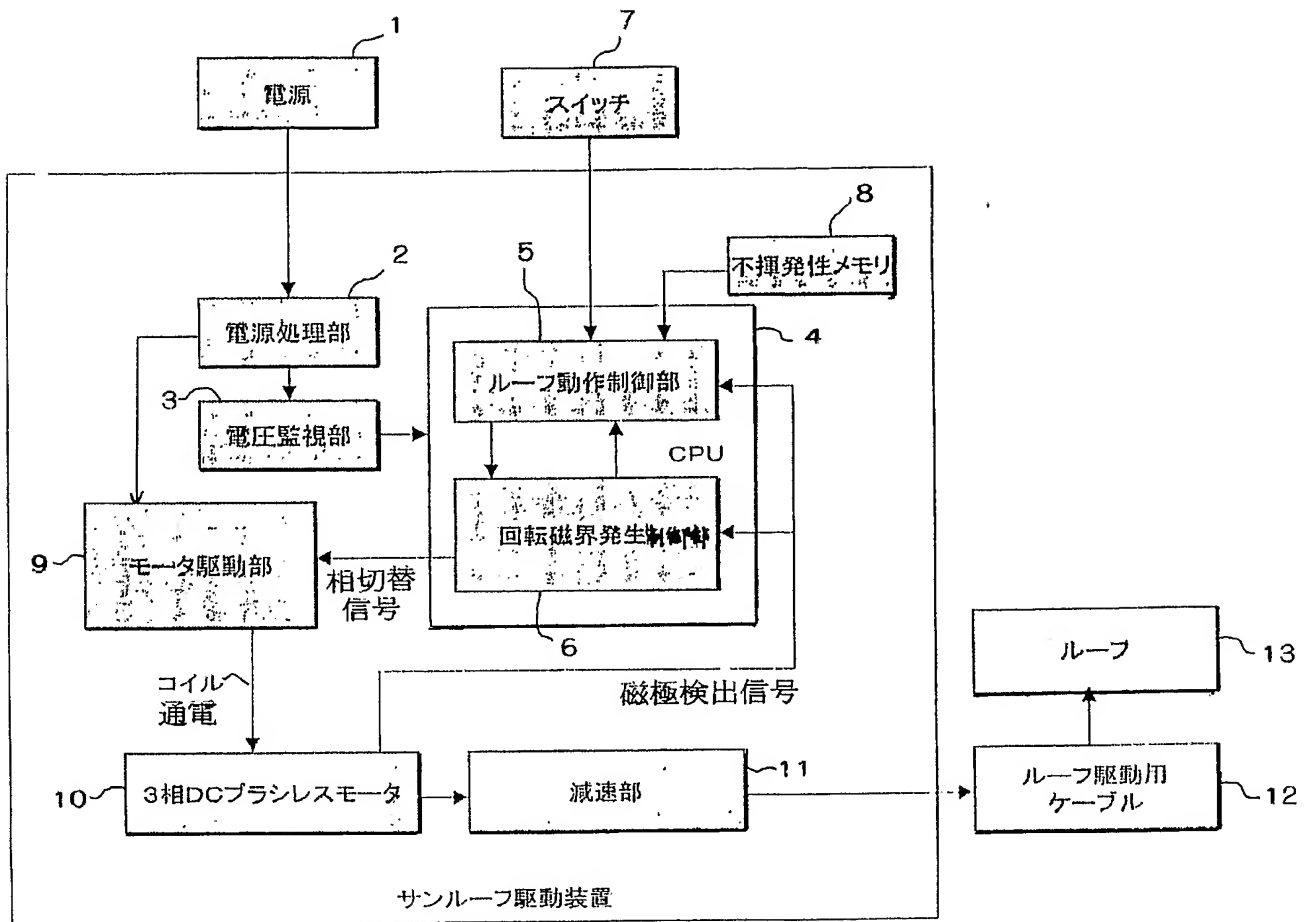 1
電源
7
スイッチ
8
不揮発性メモリ
2
電源処理部
5
ルーフ動作制御部
4
3
電圧監視部
CPU
回転磁界発生制御部
9
モータ駆動部
相切替
信号
6
コイル
通電
磁極検出信号
ルーフ
13
10
3相DCブラシレスモータ
減速部
11
ルーフ駆動用
ケーブル
12
サンルーフ駆動装置